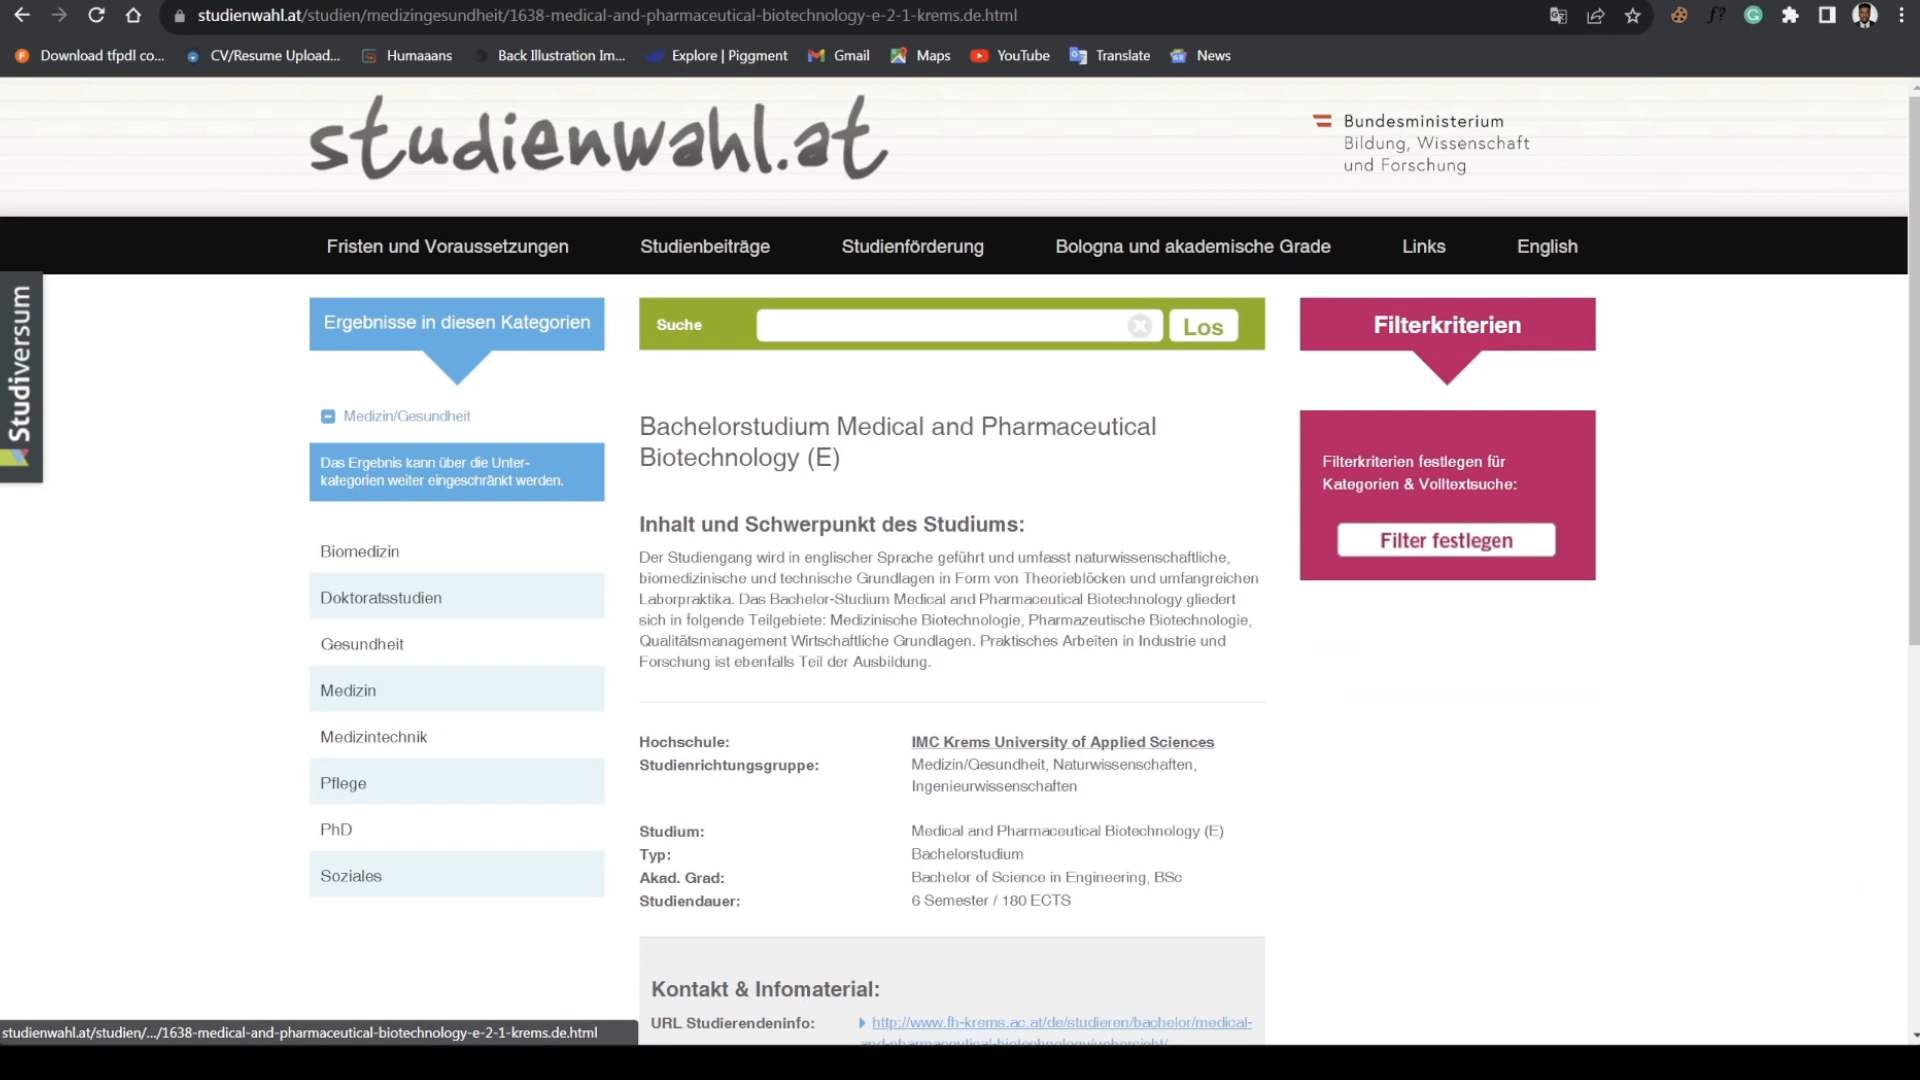 studienwahl.at/studien/medizingesundheit/1638-medical-and-pharmaceutical-biotechnology-e-2-1-krems.de.html
Download tfpdl co... CV/Resume Upload... Humaaans Back Illustration Im... Explore | Piggment Gmail Maps YouTube Translate News
studienwahl.at
Bundesministerium
Bildung, Wissenschaft
und Forschung
Fristen und Voraussetzungen Studienbeiträge Studienförderung Bologna und akademische Grade Links English
Studiversum
Ergebnisse in diesen Kategorien
Medizin/Gesundheit
Das Ergebnis kann über die Unter-
kategorien weiter eingeschränkt werden.
Biomedizin
Doktoratsstudien
Gesundheit
Medizin
Medizintechnik
Pflege
PhD
Soziales
Suche Los
Bachelorstudium Medical and Pharmaceutical
Biotechnology (E)
Inhalt und Schwerpunkt des Studiums:
Der Studiengang wird in englischer Sprache geführt und umfasst naturwissenschaftliche,
biomedizinische und technische Grundlagen in Form von Theorieblöcken und umfangreichen
Laborpraktika. Das Bachelor-Studium Medical and Pharmaceutical Biotechnology gliedert
sich in folgende Teilgebiete: Medizinische Biotechnologie, Pharmazeutische Biotechnologie,
Qualitätsmanagement Wirtschaftliche Grundlagen. Praktisches Arbeiten in Industrie und
Forschung ist ebenfalls Teil der Ausbildung.
Hochschule: IMC Krems University of Applied Sciences
Studienrichtungsgruppe: Medizin/Gesundheit, Naturwissenschaften,
Ingenieurwissenschaften
Studium: Medical and Pharmaceutical Biotechnology (E)
Typ: Bachelorstudium
Akad. Grad: Bachelor of Science in Engineering, BSc
Studiendauer: 6 Semester / 180 ECTS
Kontakt & Infomaterial:
URL Studierendeninfo: http://www.fh-krems.ac.at/de/studieren/bachelor/medical-
and-pharmaceutical-biotechnology/uebersicht/
Filterkriterien
Filterkriterien festlegen für
Kategorien & Volltextsuche:
Filter festlegen
studienwahl.at/studien/.../1638-medical-and-pharmaceutical-biotechnology-e-2-1-krems.de.html